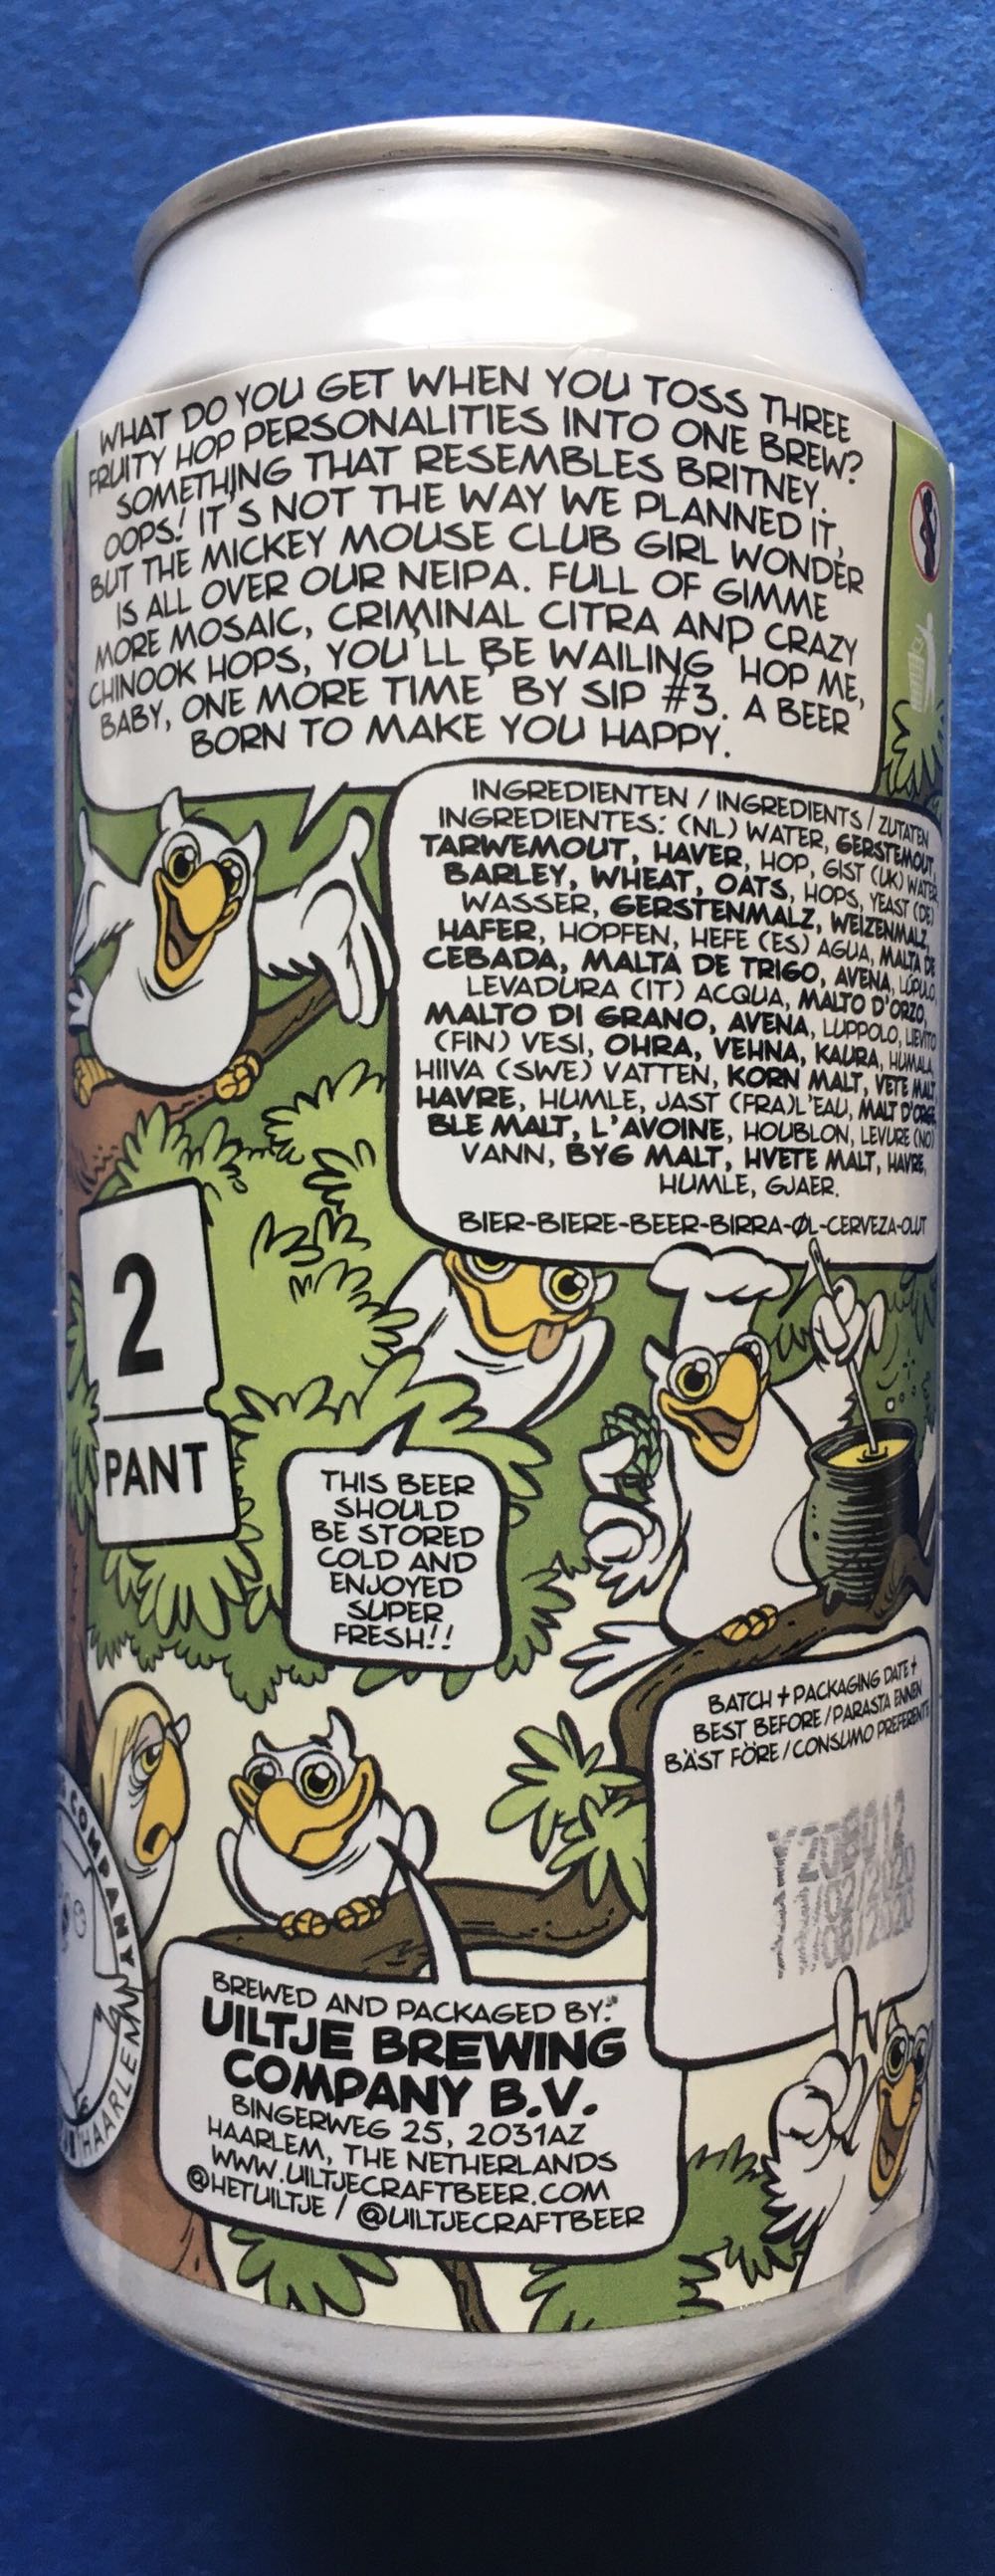 WHAT DO YOU GET WHEN YOU TOSS THREE
FRUITY HOP PERSONALITIES INTO ONE BREW?
SOMETHING THAT RESEMBLES BRITNEY.
OOPS! IT'S NOT THE WAY WE PLANNED IT,
BUT THE MICKEY MOUSE CLUB GIRL WONDER
IS ALL OVER OUR NEIPA. FULL OF GIMME
MORE MOSAIC, CRIMINAL CITRA AND CRAZY
CHINOOK HOPS, YOU'LL BE WAILING 'HOP ME,
BABY, ONE MORE TIME' BY SIP #3. A BEER
BORN TO MAKE YOU HAPPY.
INGREDIENTEN / INGREDIENTS / ZUTATEN
INGREDIENTES: (NL) WATER, GERSTEMOUT,
TARWEMOUT, HAVER, HOP, GIST (UK) WATER,
BARLEY, WHEAT, OATS, HOPS, YEAST (DE)
WASSER, GERSTENMALZ, WEIZENMALZ,
HAFER, HOPFEN, HEFE (ES) AGUA, MALTA DE
CEBADA, MALTA DE TRIGO, AVENA, LÚPULO,
LEVADURA (IT) ACQUA, MALTO D'ORZO,
MALTO DI GRANO, AVENA, LUPPOLO, LIEVITO
(FIN) VESI, OHRA, VEHNA, KAURA, HUMALA,
HIIVA (SWE) VATTEN, KORN MALT, VETE MALT,
HAVRE, HUMLE, JAST (FRA)L'EAU, MALT D'ORGE,
BLE MALT, L'AVOINE, HOUBLON, LEVURE (NO)
VANN, BYG MALT, HVETE MALT, HAVRE,
HUMLE, GJAER.
BIER-BIERE-BEER-BIRRA-ØL-CERVEZA-OLUT
2
PANT
THIS BEER
SHOULD
BE STORED
COLD AND
ENJOYED
SUPER
FRESH!!
BATCH + PACKAGING DATE +
BEST BEFORE / PARASTA ENNEN
BÄST FÖRE / CONSUMO PREFERENTE
11/02/2020
11/08/2020
COMPANY
HAARLEM
BREWED AND PACKAGED BY:
UILTJE BREWING
COMPANY B.V.
BINGERWEG 25, 2031AZ
HAARLEM, THE NETHERLANDS
WWW.UILTJECRAFTBEER.COM
@HETUILTJE / @UILTJECRAFTBEER